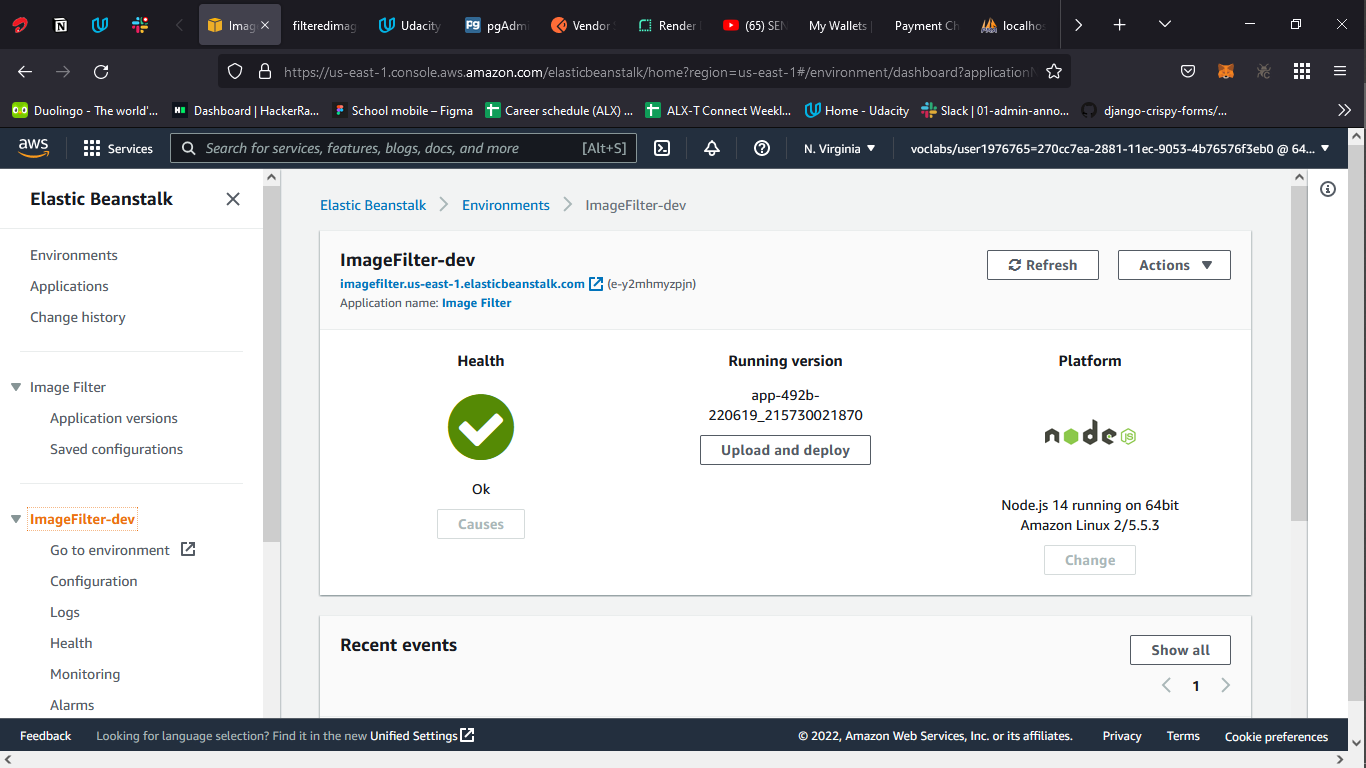 Imag
filteredimag
Udacity
pgAdmi
Vendor
Render
(65) SEN
My Wallets
Payment Ch
localhos
https://us-east-1.console.aws.amazon.com/elasticbeanstalk/home?region=us-east-1#/environment/dashboard?application
Duolingo - The world'...
Dashboard | HackerRa...
School mobile – Figma
Career schedule (ALX) ...
ALX-T Connect Weekl...
Home - Udacity
Slack | 01-admin-anno...
django-crispy-forms/...
aws
Services
Search for services, features, blogs, docs, and more
[Alt+S]
N. Virginia
voclabs/user1976765=270cc7ea-2881-11ec-9053-4b76576f3eb0 @ 64...
Elastic Beanstalk
Environments
Applications
Change history
Image Filter
Application versions
Saved configurations
ImageFilter-dev
Go to environment
Configuration
Logs
Health
Monitoring
Alarms
Elastic Beanstalk
Environments
ImageFilter-dev
ImageFilter-dev
imagefilter.us-east-1.elasticbeanstalk.com (e-y2mhmyzpjn)
Application name: Image Filter
Refresh
Actions
Health
Ok
Causes
Running version
app-492b-
220619_215730021870
Upload and deploy
Platform
node JS
Node.js 14 running on 64bit
Amazon Linux 2/5.5.3
Change
Recent events
Show all
1
Feedback
Looking for language selection? Find it in the new Unified Settings
© 2022, Amazon Web Services, Inc. or its affiliates.
Privacy
Terms
Cookie preferences